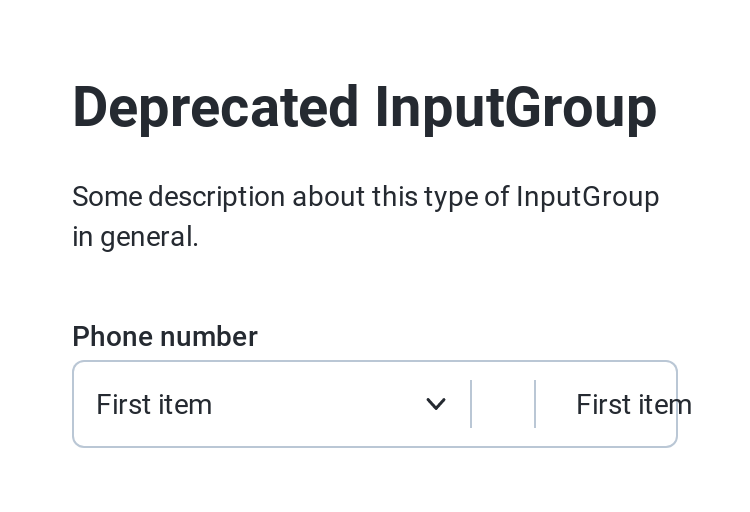 Deprecated InputGroup
Some description about this type of InputGroup
in general.
Phone number
First item First item